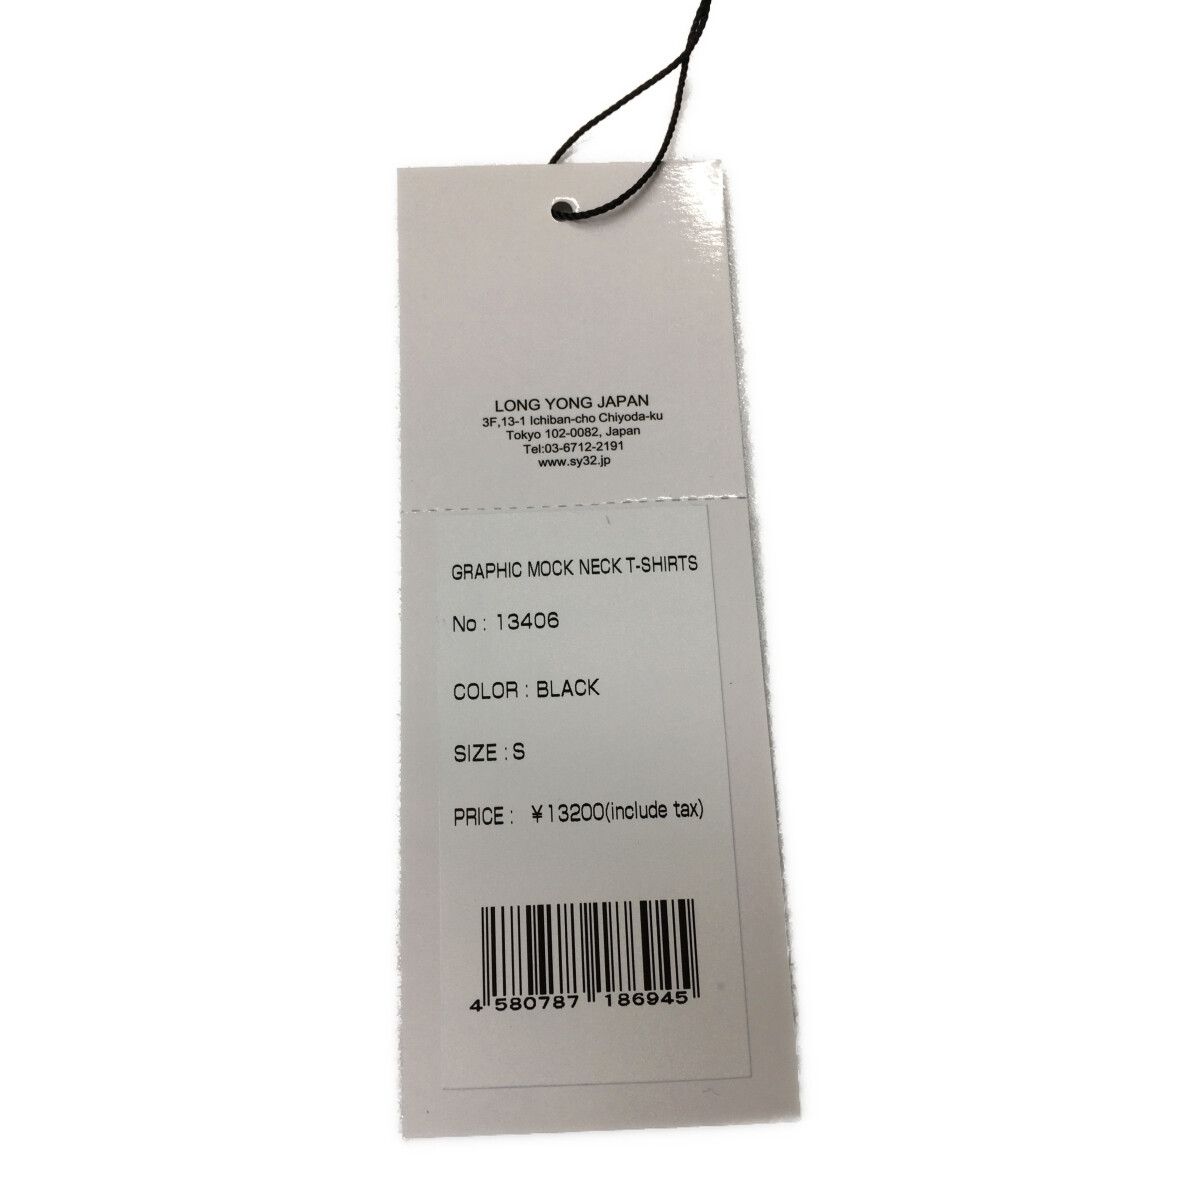 LONG YONG JAPAN
3F,13-1 Ichiban-cho Chiyoda-ku
Tokyo 102-0082, Japan
Tel:03-6712-2191
www.sy32.jp
GRAPHIC MOCK NECK T-SHIRTS
No : 13406
COLOR : BLACK
SIZE : S
PRICE : ¥13200(include tax)
4 580787 186945